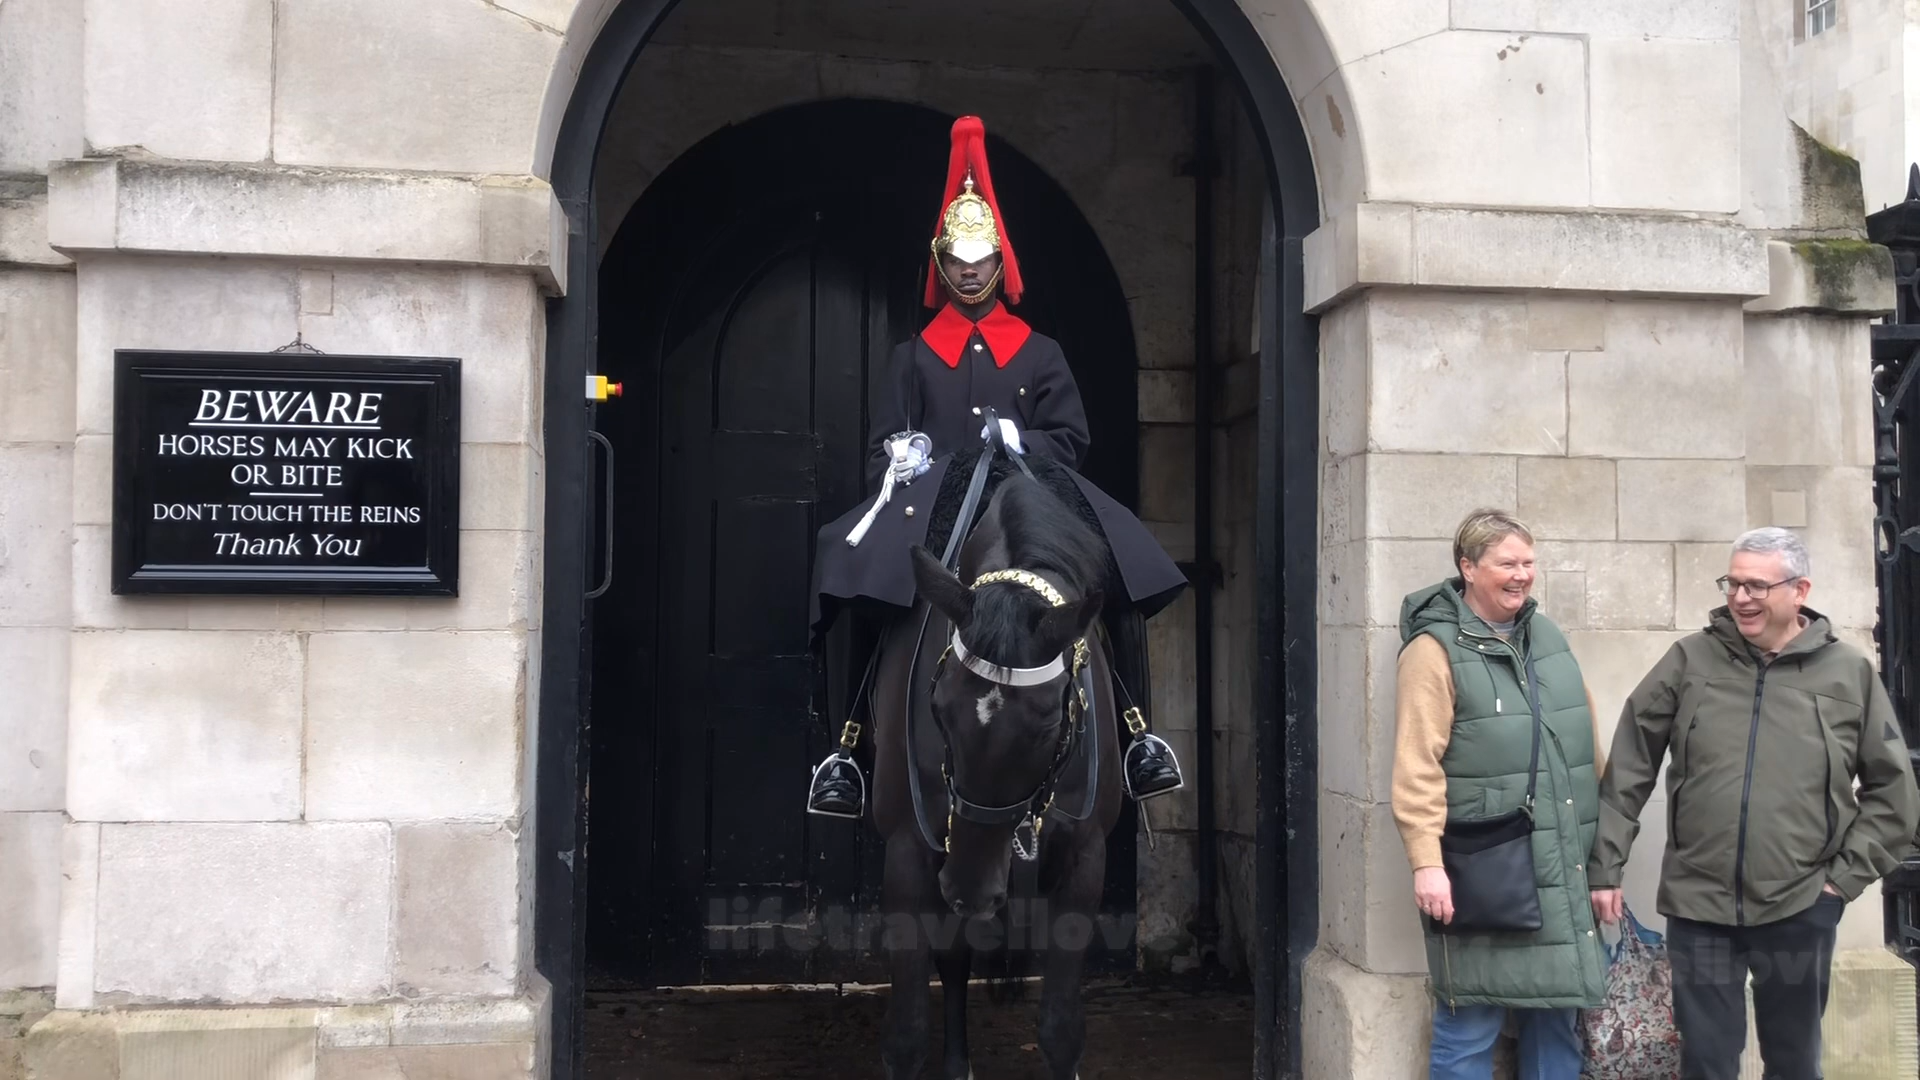 BEWARE
HORSES MAY KICK
OR BITE
DON'T TOUCH THE REINS
Thank You
lifetravellove